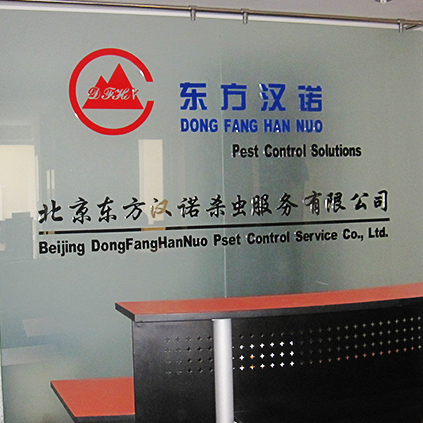 DFHN
东方汉诺
DONG FANG HAN NUO
Pest Control Solutions
北京东方汉诺杀虫服务有限公司
Beijing DongFangHanNuo Pset Control Service Co., Ltd.